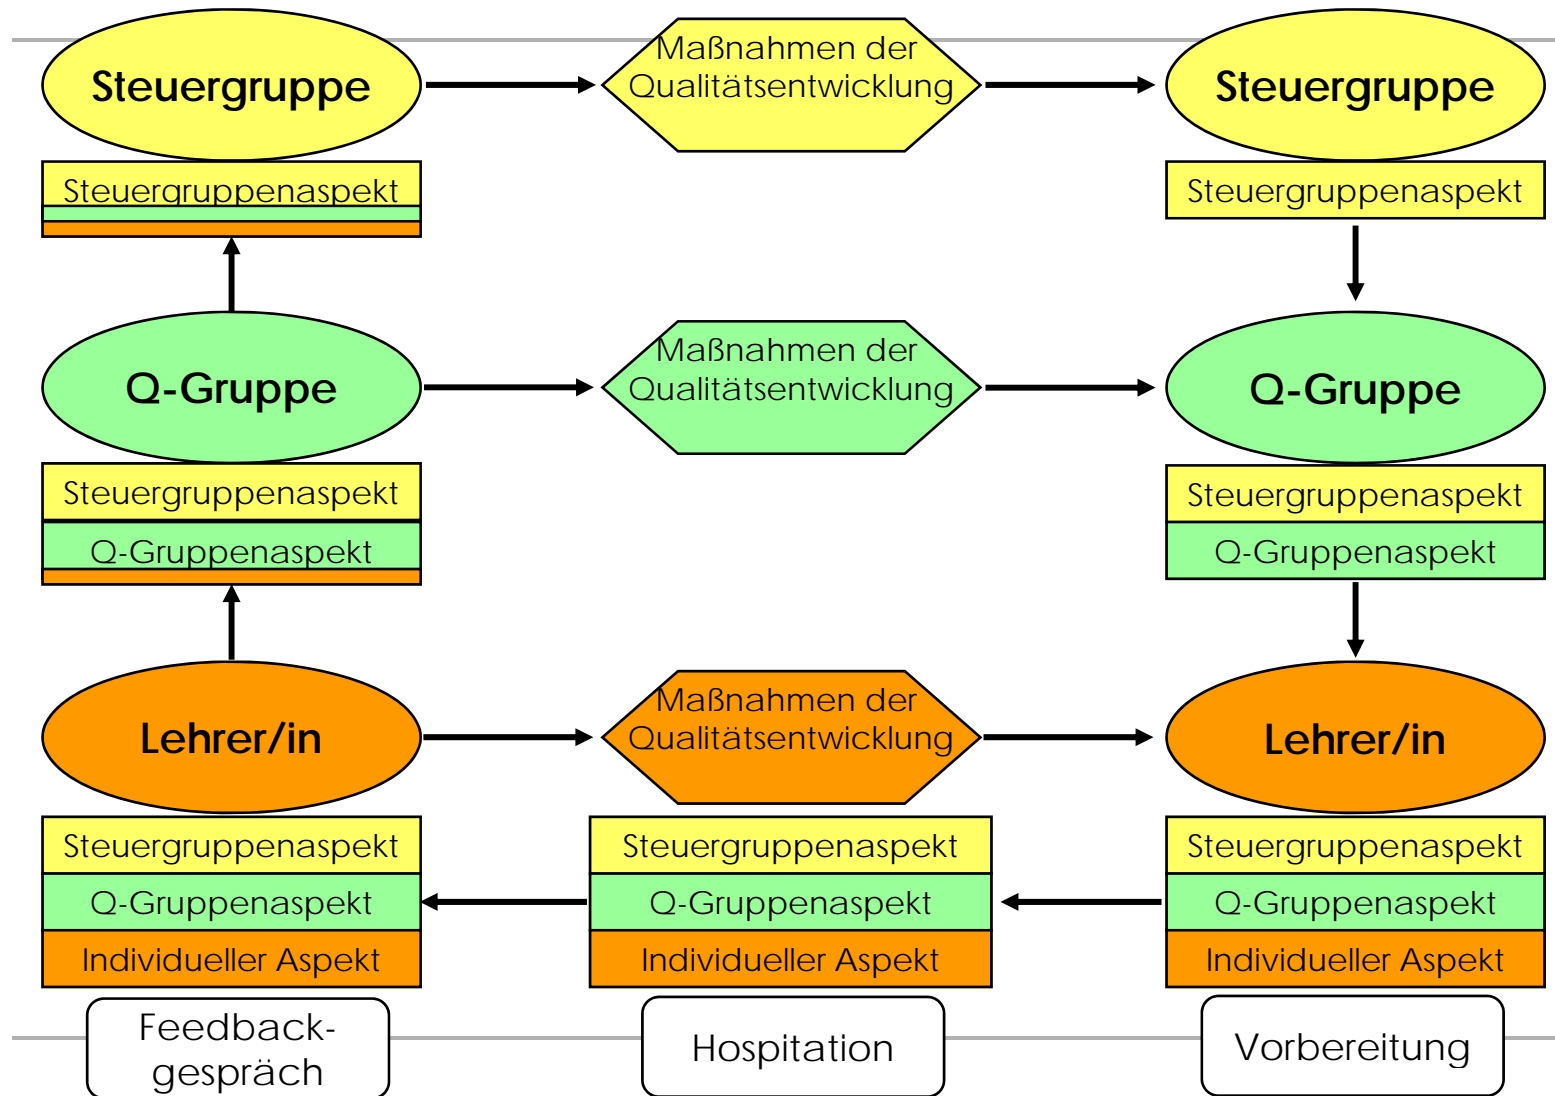 Steuergruppe
Maßnahmen der
Qualitätsentwicklung
Steuergruppe
Steuergruppenaspekt
Steuergruppenaspekt
Q-Gruppe
Maßnahmen der
Qualitätsentwicklung
Q-Gruppe
Steuergruppenaspekt
Q-Gruppenaspekt
Steuergruppenaspekt
Q-Gruppenaspekt
Lehrer/in
Maßnahmen der
Qualitätsentwicklung
Lehrer/in
Steuergruppenaspekt
Q-Gruppenaspekt
Individueller Aspekt
Steuergruppenaspekt
Q-Gruppenaspekt
Individueller Aspekt
Steuergruppenaspekt
Q-Gruppenaspekt
Individueller Aspekt
Feedback-
gespräch
Hospitation
Vorbereitung